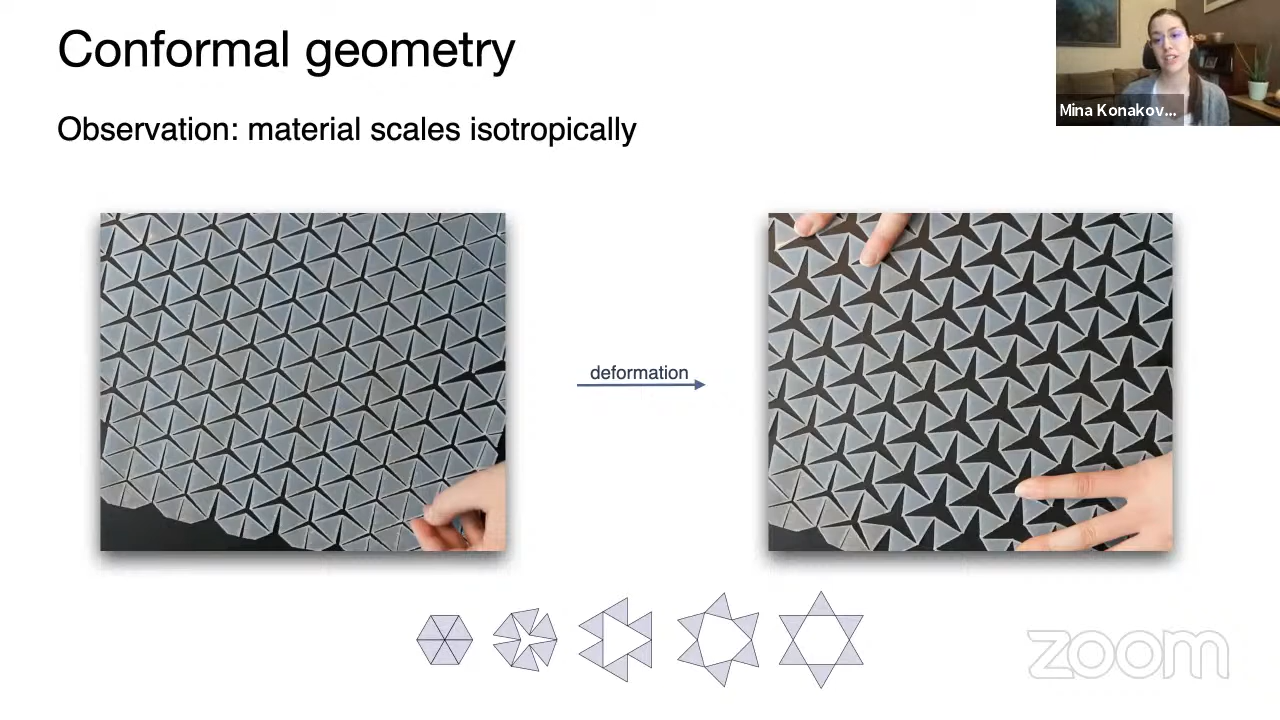 Conformal geometry
Mina Konakov...
Observation: material scales isotropically
deformation
zoom